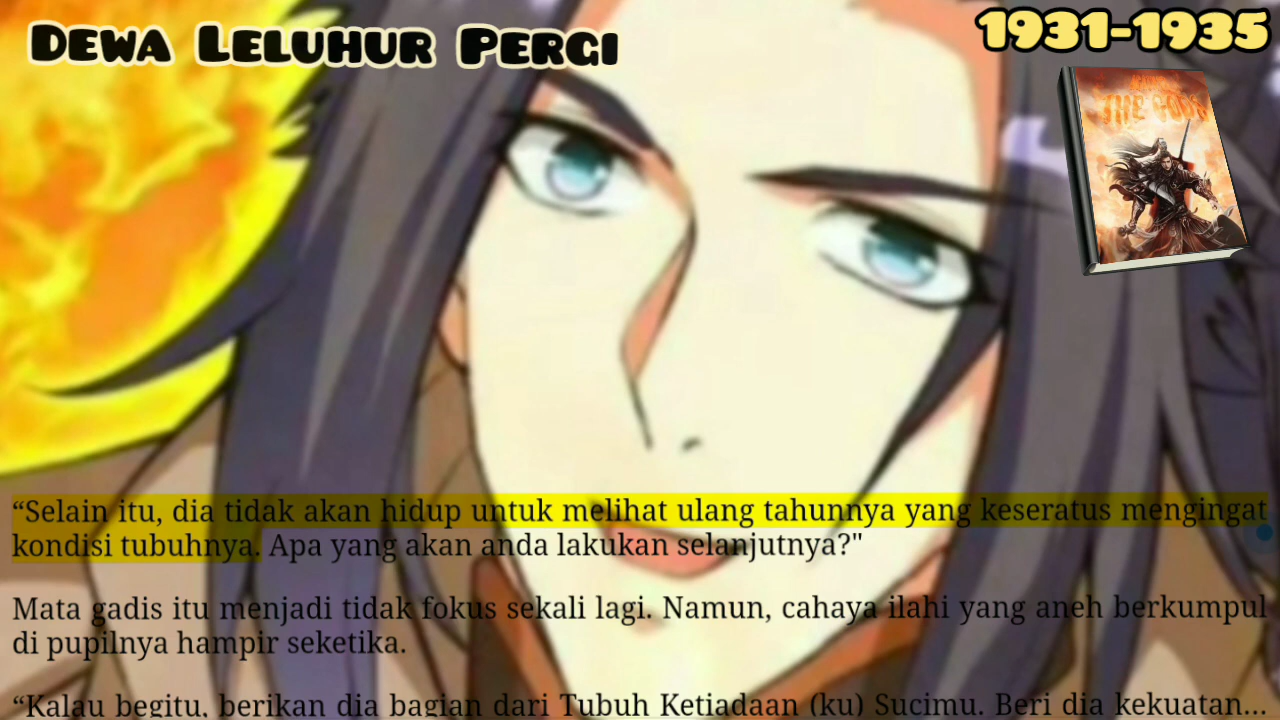 Dewa Leluhur Pergi
1931-1935
THE GODS
“Selain itu, dia tidak akan hidup untuk melihat ulang tahunnya yang keseratus mengingat
kondisi tubuhnya. Apa yang akan anda lakukan selanjutnya?"
Mata gadis itu menjadi tidak fokus sekali lagi. Namun, cahaya ilahi yang aneh berkumpul
di pupilnya hampir seketika.
“Kalau begitu, berikan dia bagian dari Tubuh Ketiadaan (ku) Sucimu. Beri dia kekuatan...